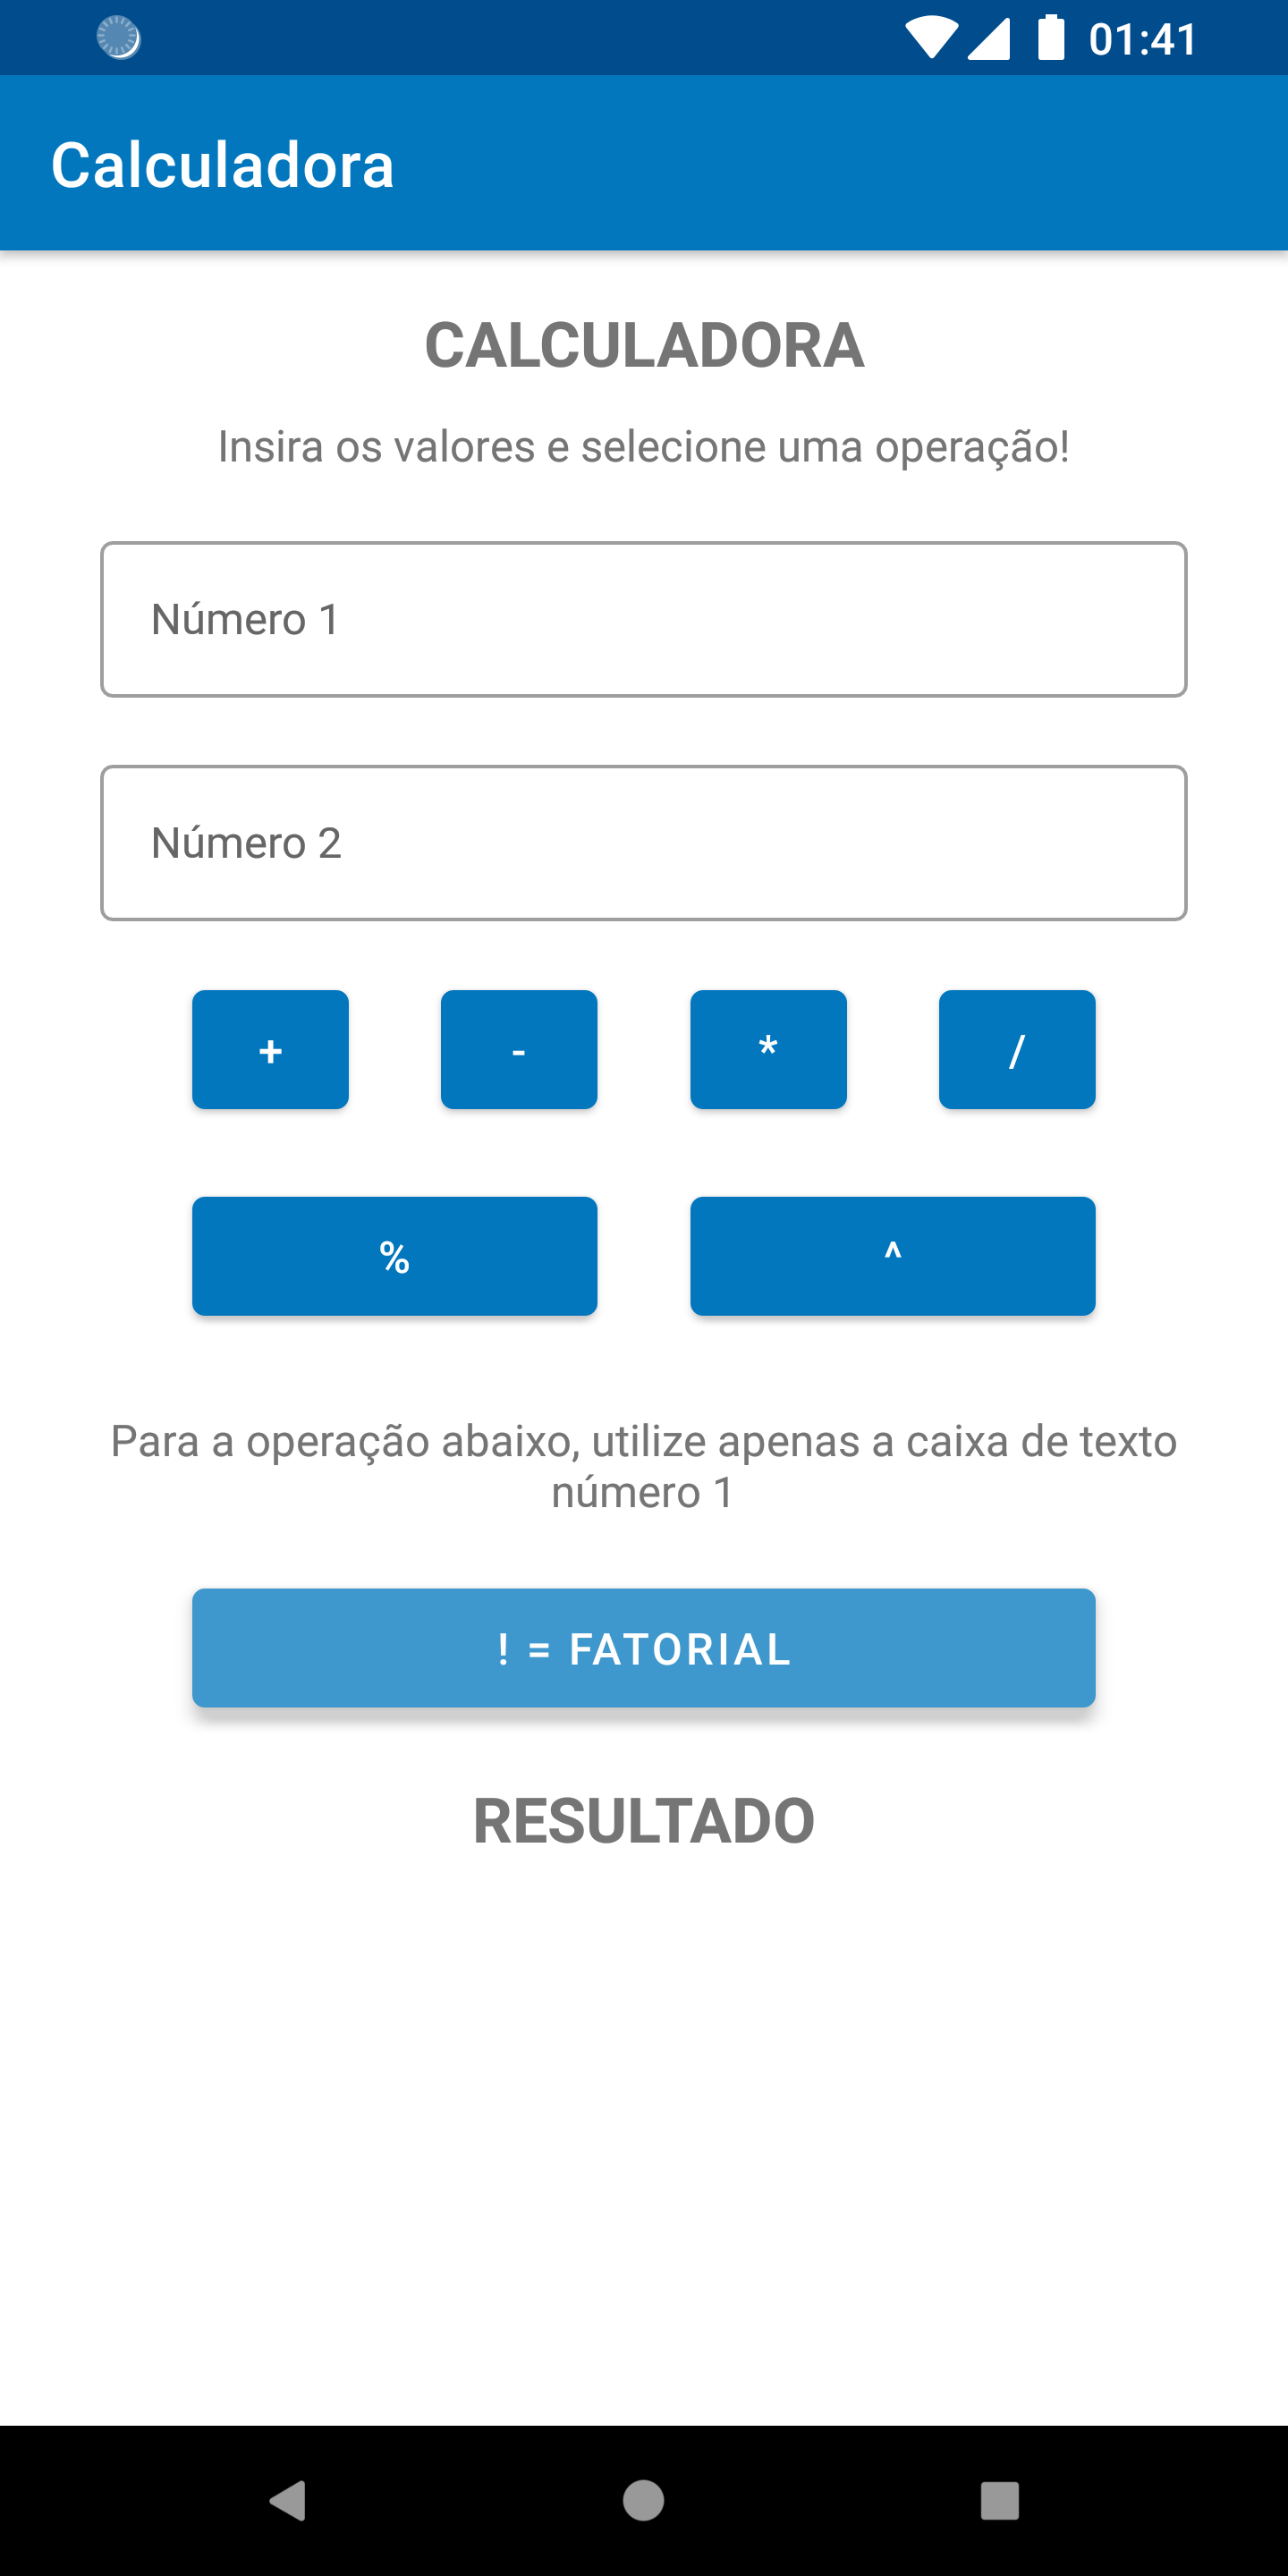 01:41
Calculadora
CALCULADORA
Insira os valores e selecione uma operação!
Número 1
Número 2
+ - * /
% ^
Para a operação abaixo, utilize apenas a caixa de texto
número 1
! = FATORIAL
RESULTADO